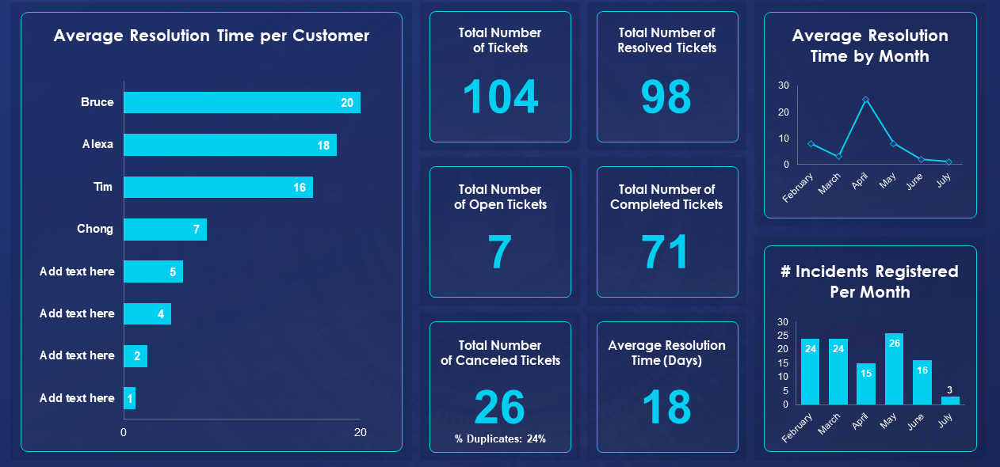 Average Resolution Time per Customer
Bruce 20
Alexa 18
Tim 16
Chong 7
Add text here 5
Add text here 4
Add text here 2
Add text here 1
0 20
Total Number
of Tickets
104
Total Number of
Resolved Tickets
98
Total Number
of Open Tickets
7
Total Number of
Completed Tickets
71
Total Number
of Canceled Tickets
26
% Duplicates: 24%
Average Resolution
Time (Days)
18
Average Resolution
Time by Month
30
20
10
0
February March April May June July
# Incidents Registered
Per Month
30
25
20
15
10
5
0
24 24 15 26 16 3
February March April May June July